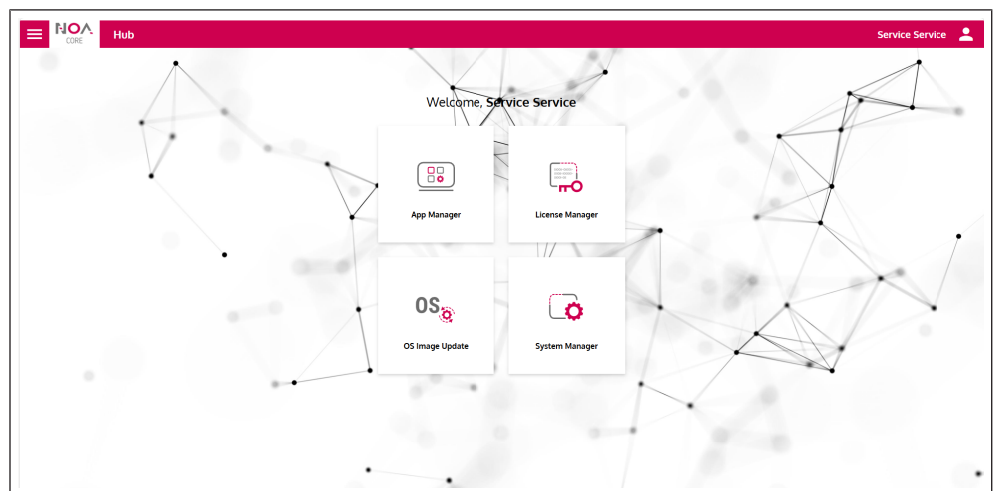 NOA
CORE
Hub
Service Service
Welcome, Service Service
App Manager
License Manager
OS
OS Image Update
System Manager